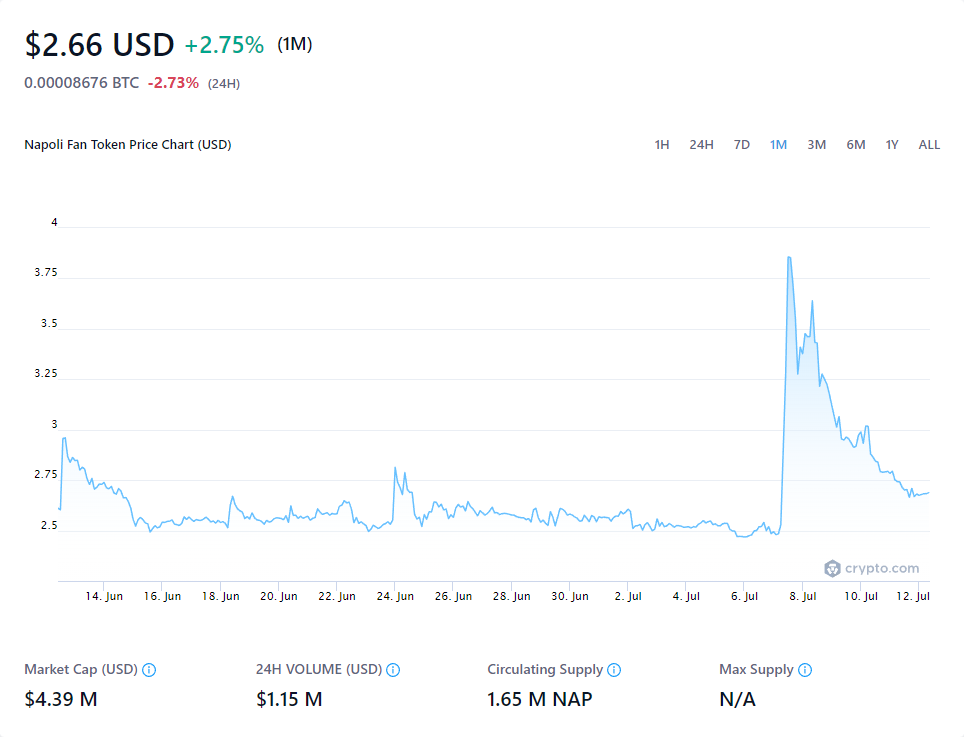 $2.66 USD +2.75% (1M)
0.00008676 BTC -2.73% (24H)
Napoli Fan Token Price Chart (USD)
1H 24H 7D 1M 3M 6M 1Y ALL
4
3.75
3.5
3.25
3
2.75
2.5
crypto.com
14. Jun 16. Jun 18. Jun 20. Jun 22. Jun 24. Jun 26. Jun 28. Jun 30. Jun 2. Jul 4. Jul 6. Jul 8. Jul 10. Jul 12. Jul
Market Cap (USD) 24H VOLUME (USD) Circulating Supply Max Supply
$4.39 M $1.15 M 1.65 M NAP N/A